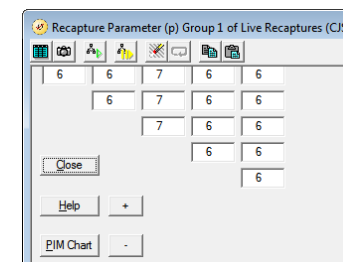 Recapture Parameter (p) Group 1 of Live Recaptures (CJS
6 6 7 6 6
6 7 6 6
7 6 6
6 6
Close
6
Help +
PIM Chart -